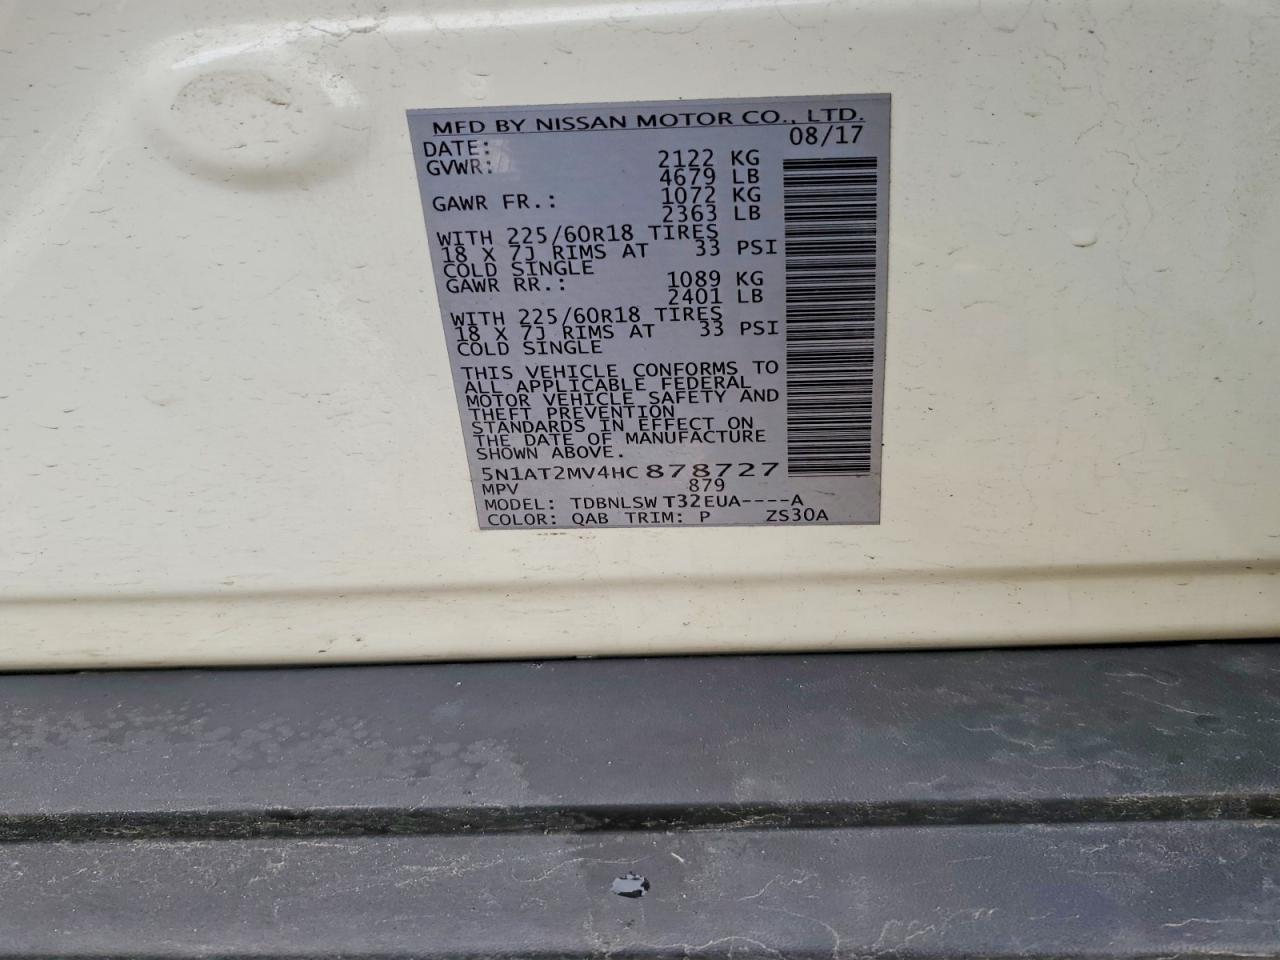 MFD BY NISSAN MOTOR CO., LTD.
DATE: 08/17
GVWR: 2122 KG
4679 LB
GAWR FR.: 1072 KG
2363 LB
WITH 225/60R18 TIRES
18 X 7J RIMS AT 33 PSI
COLD SINGLE
GAWR RR.: 1089 KG
2401 LB
WITH 225/60R18 TIRES
18 X 7J RIMS AT 33 PSI
COLD SINGLE
THIS VEHICLE CONFORMS TO
ALL APPLICABLE FEDERAL
MOTOR VEHICLE SAFETY AND
THEFT PREVENTION
STANDARDS IN EFFECT ON
THE DATE OF MANUFACTURE
SHOWN ABOVE.
5N1AT2MV4HC878727
MPV 879
MODEL: TDBNLSW T32EUA----A
COLOR: QAB TRIM: P ZS30A